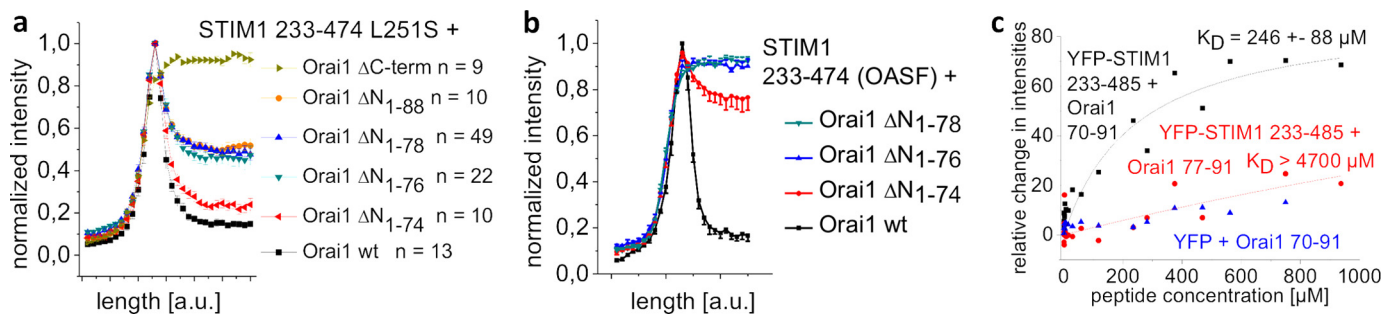 a
STIM1 233-474 L251S +
normalized intensity
1,0
0,8
0,6
0,4
0,2
0,0
Orai1 ΔC-term n = 9
Orai1 ΔN1-88 n = 10
Orai1 ΔN1-78 n = 49
Orai1 ΔN1-76 n = 22
Orai1 ΔN1-74 n = 10
Orai1 wt n = 13
length [a.u.]
b
normalized intensity
1,0
0,8
0,6
0,4
0,2
0,0
STIM1
233-474 (OASF) +
Orai1 ΔN1-78
Orai1 ΔN1-76
Orai1 ΔN1-74
Orai1 wt
length [a.u.]
c
relative change in intensities
80
60
40
20
0
KD = 246 +- 88 µM
YFP-STIM1
233-485 +
Orai1
70-91
YFP-STIM1 233-485 +
Orai1 77-91
KD > 4700 µM
YFP + Orai1 70-91
0 200 400 600 800 1000
peptide concentration [µM]